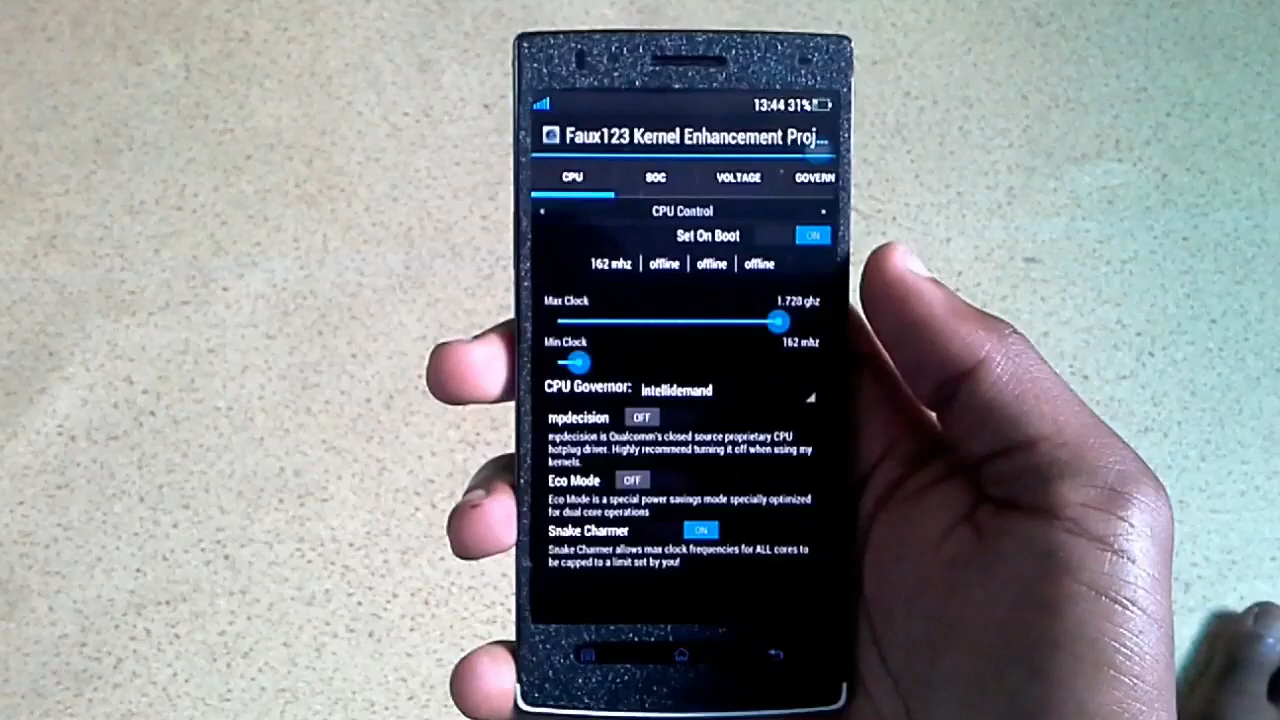 13:44 31%
Faux123 Kernel Enhancement Proj...
CPU SOC VOLTAGE GOVERN
CPU Control
Set On Boot ON
162 mhz | offline | offline | offline
Max Clock 1.728 ghz
Min Clock 162 mhz
CPU Governor: intellidemand
mpdecision OFF
mpdecision is Qualcomm's closed source proprietary CPU
hotplug driver. Highly recommend turning it off when using my
kernels.
Eco Mode OFF
Eco Mode is a special power savings mode specially optimized
for dual core operations
Snake Charmer ON
Snake Charmer allows max clock frequencies for ALL cores to
be capped to a limit set by you!